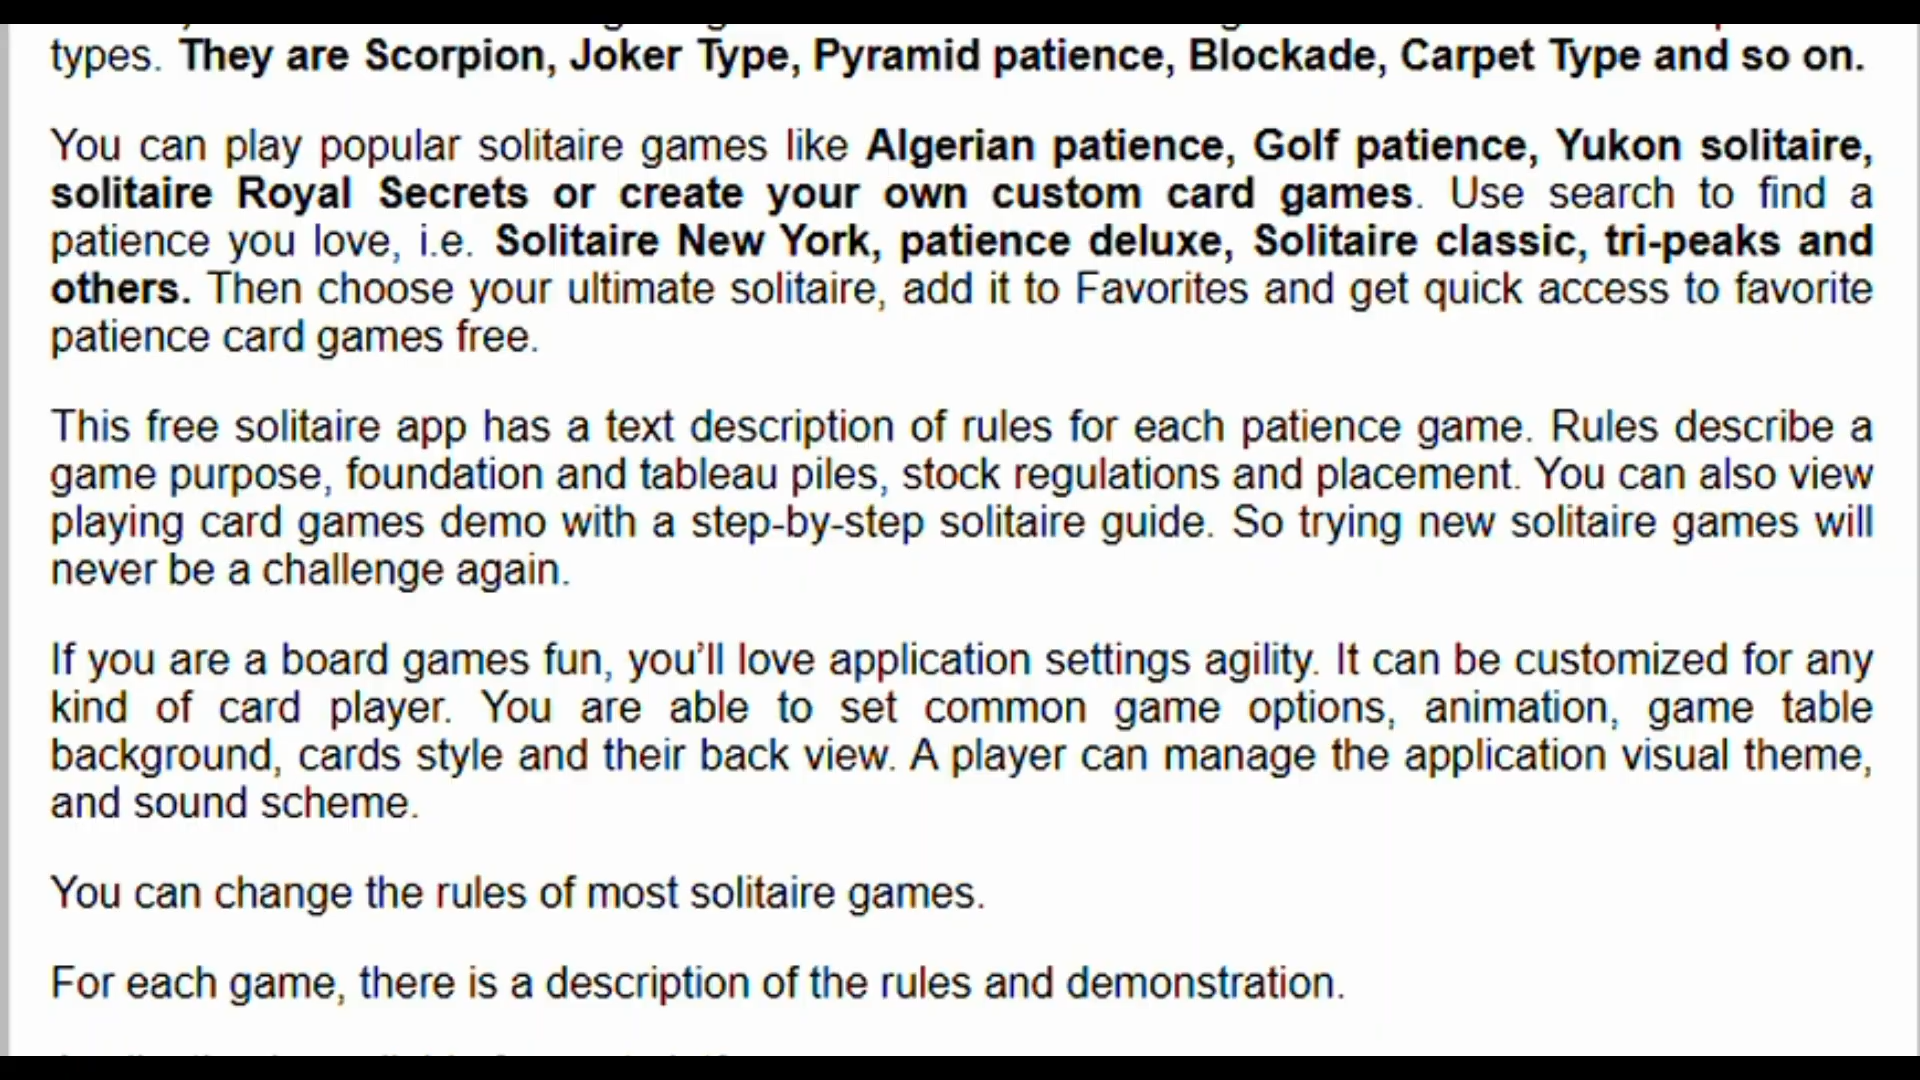 types. They are Scorpion, Joker Type, Pyramid patience, Blockade, Carpet Type and so on.
You can play popular solitaire games like Algerian patience, Golf patience, Yukon solitaire,
solitaire Royal Secrets or create your own custom card games. Use search to find a
patience you love, i.e. Solitaire New York, patience deluxe, Solitaire classic, tri-peaks and
others. Then choose your ultimate solitaire, add it to Favorites and get quick access to favorite
patience card games free.
This free solitaire app has a text description of rules for each patience game. Rules describe a
game purpose, foundation and tableau piles, stock regulations and placement. You can also view
playing card games demo with a step-by-step solitaire guide. So trying new solitaire games will
never be a challenge again.
If you are a board games fun, you’ll love application settings agility. It can be customized for any
kind of card player. You are able to set common game options, animation, game table
background, cards style and their back view. A player can manage the application visual theme,
and sound scheme.
You can change the rules of most solitaire games.
For each game, there is a description of the rules and demonstration.